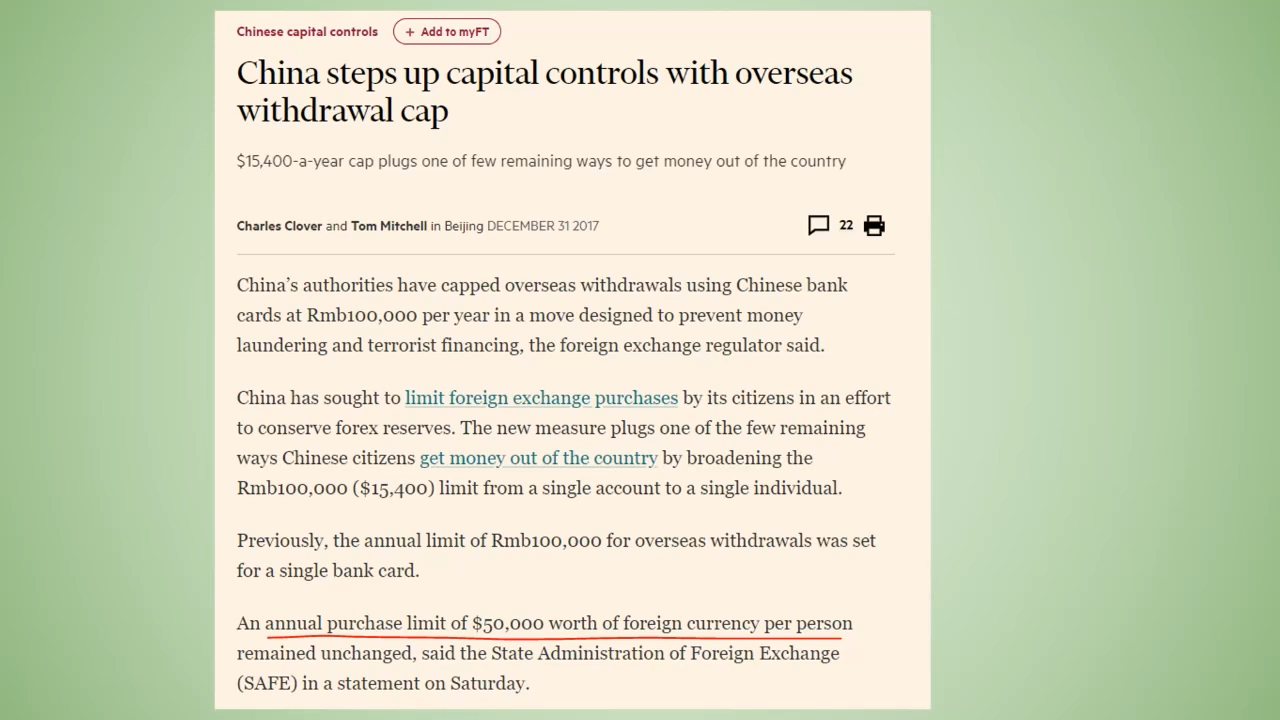 Chinese capital controls + Add to myFT
China steps up capital controls with overseas
withdrawal cap
$15,400-a-year cap plugs one of few remaining ways to get money out of the country
Charles Clover and Tom Mitchell in Beijing DECEMBER 31 2017 22
China’s authorities have capped overseas withdrawals using Chinese bank
cards at Rmb100,000 per year in a move designed to prevent money
laundering and terrorist financing, the foreign exchange regulator said.
China has sought to limit foreign exchange purchases by its citizens in an effort
to conserve forex reserves. The new measure plugs one of the few remaining
ways Chinese citizens get money out of the country by broadening the
Rmb100,000 ($15,400) limit from a single account to a single individual.
Previously, the annual limit of Rmb100,000 for overseas withdrawals was set
for a single bank card.
An annual purchase limit of $50,000 worth of foreign currency per person
remained unchanged, said the State Administration of Foreign Exchange
(SAFE) in a statement on Saturday.